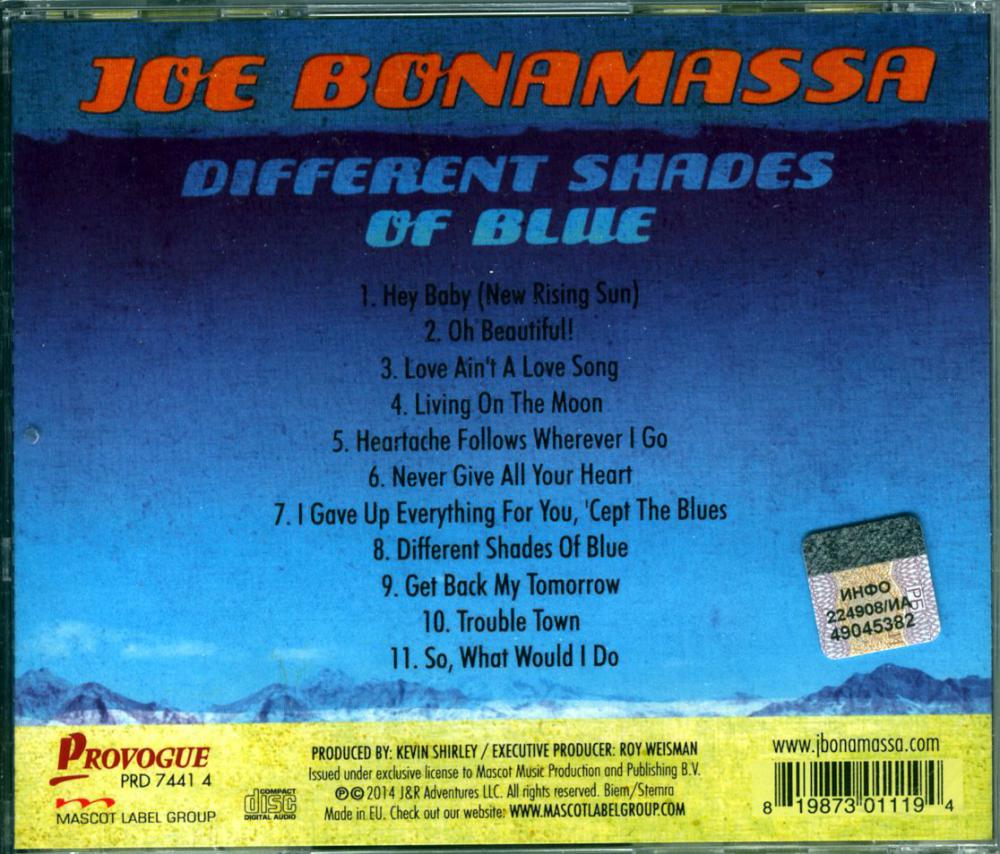 JOE BONAMASSA
DIFFERENT SHADES
OF BLUE
1. Hey Baby (New Rising Sun)
2. Oh Beautiful!
3. Love Ain't A Love Song
4. Living On The Moon
5. Heartache Follows Wherever I Go
6. Never Give All Your Heart
7. I Gave Up Everything For You, 'Cept The Blues
8. Different Shades Of Blue
9. Get Back My Tomorrow
10. Trouble Town
11. So, What Would I Do
ИНФО
224908/ИА
49045382
PROVOGUE
PRD 7441 4
MASCOT LABEL GROUP
COMPACT
disc
DIGITAL AUDIO
PRODUCED BY: KEVIN SHIRLEY / EXECUTIVE PRODUCER: ROY WEISMAN
Issued under exclusive license to Mascot Music Production and Publishing B.V.
℗© 2014 J&R Adventures LLC. All rights reserved. Biem/Stemra
Made in EU. Check out our website: WWW.MASCOTLABELGROUP.COM
www.jbonamassa.com
8 19873 01119 4